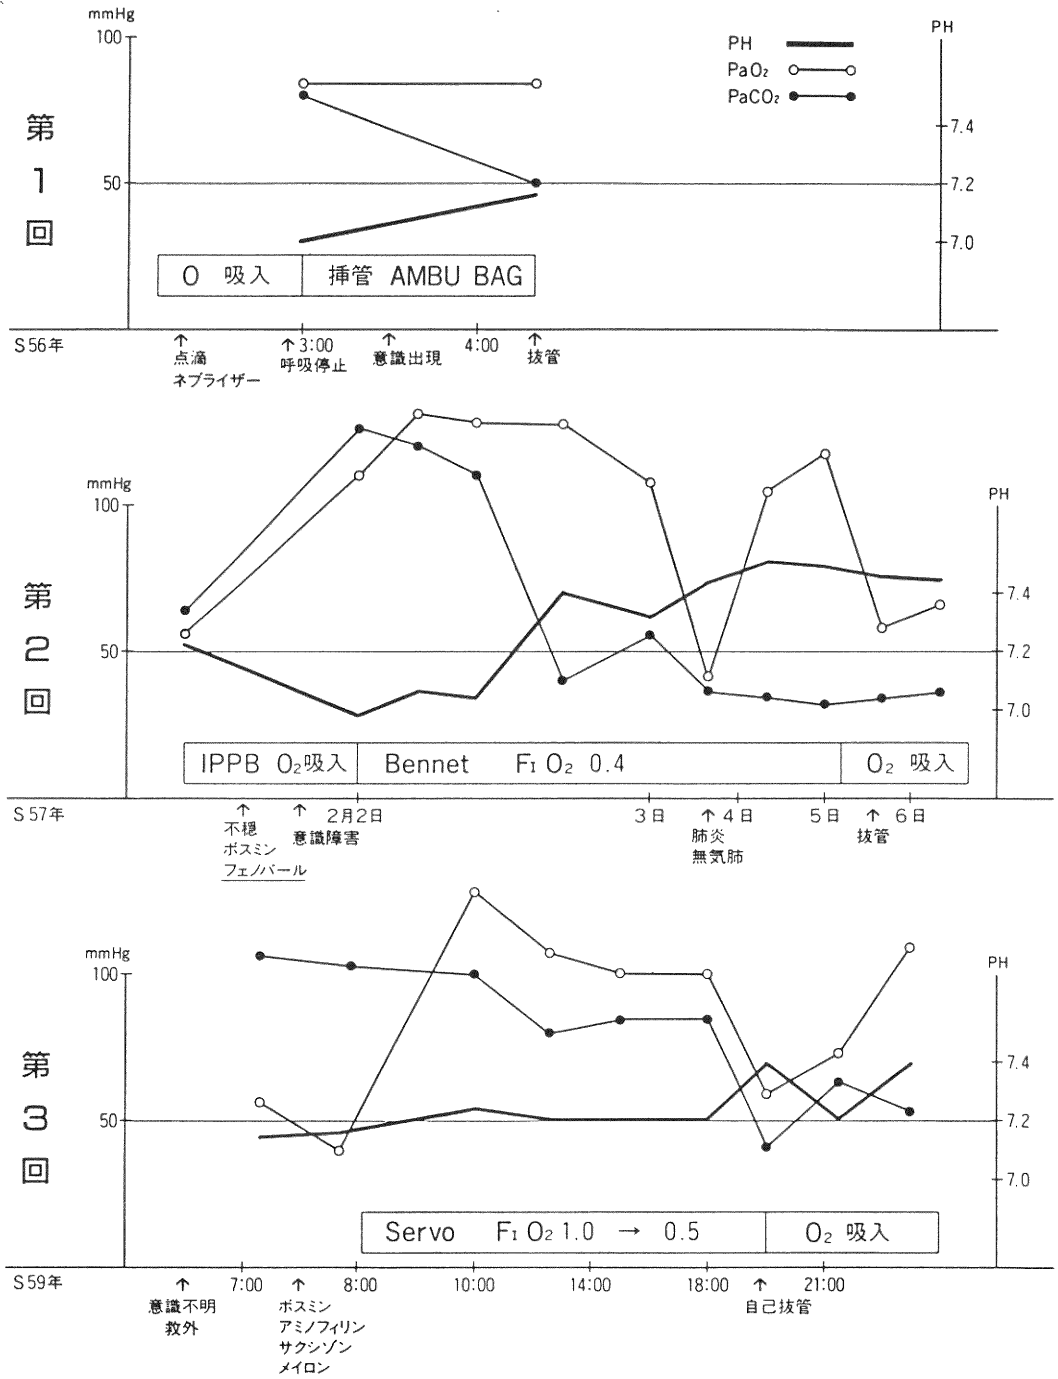 mmHg
100
50
PH
7.4
7.2
7.0
PH
PaO₂
PaCO₂
第1回
O 吸入
挿管 AMBU BAG
S56年
3:00
4:00
↑点滴
ネブライザー
↑呼吸停止
↑意識出現
↑抜管
mmHg
100
50
PH
7.4
7.2
7.0
第2回
IPPB O₂吸入
Bennet FI O₂ 0.4
O₂ 吸入
S57年
2月2日
3日
4日
5日
6日
↑不穏
ボスミン
フェノバール
↑意識障害
↑肺炎
無気肺
↑抜管
mmHg
100
50
PH
7.4
7.2
7.0
第3回
Servo FI O₂ 1.0 → 0.5
O₂ 吸入
S59年
7:00
8:00
10:00
14:00
18:00
21:00
↑意識不明
救外
↑ボスミン
アミノフィリン
サクシゾン
メイロン
↑自己抜管